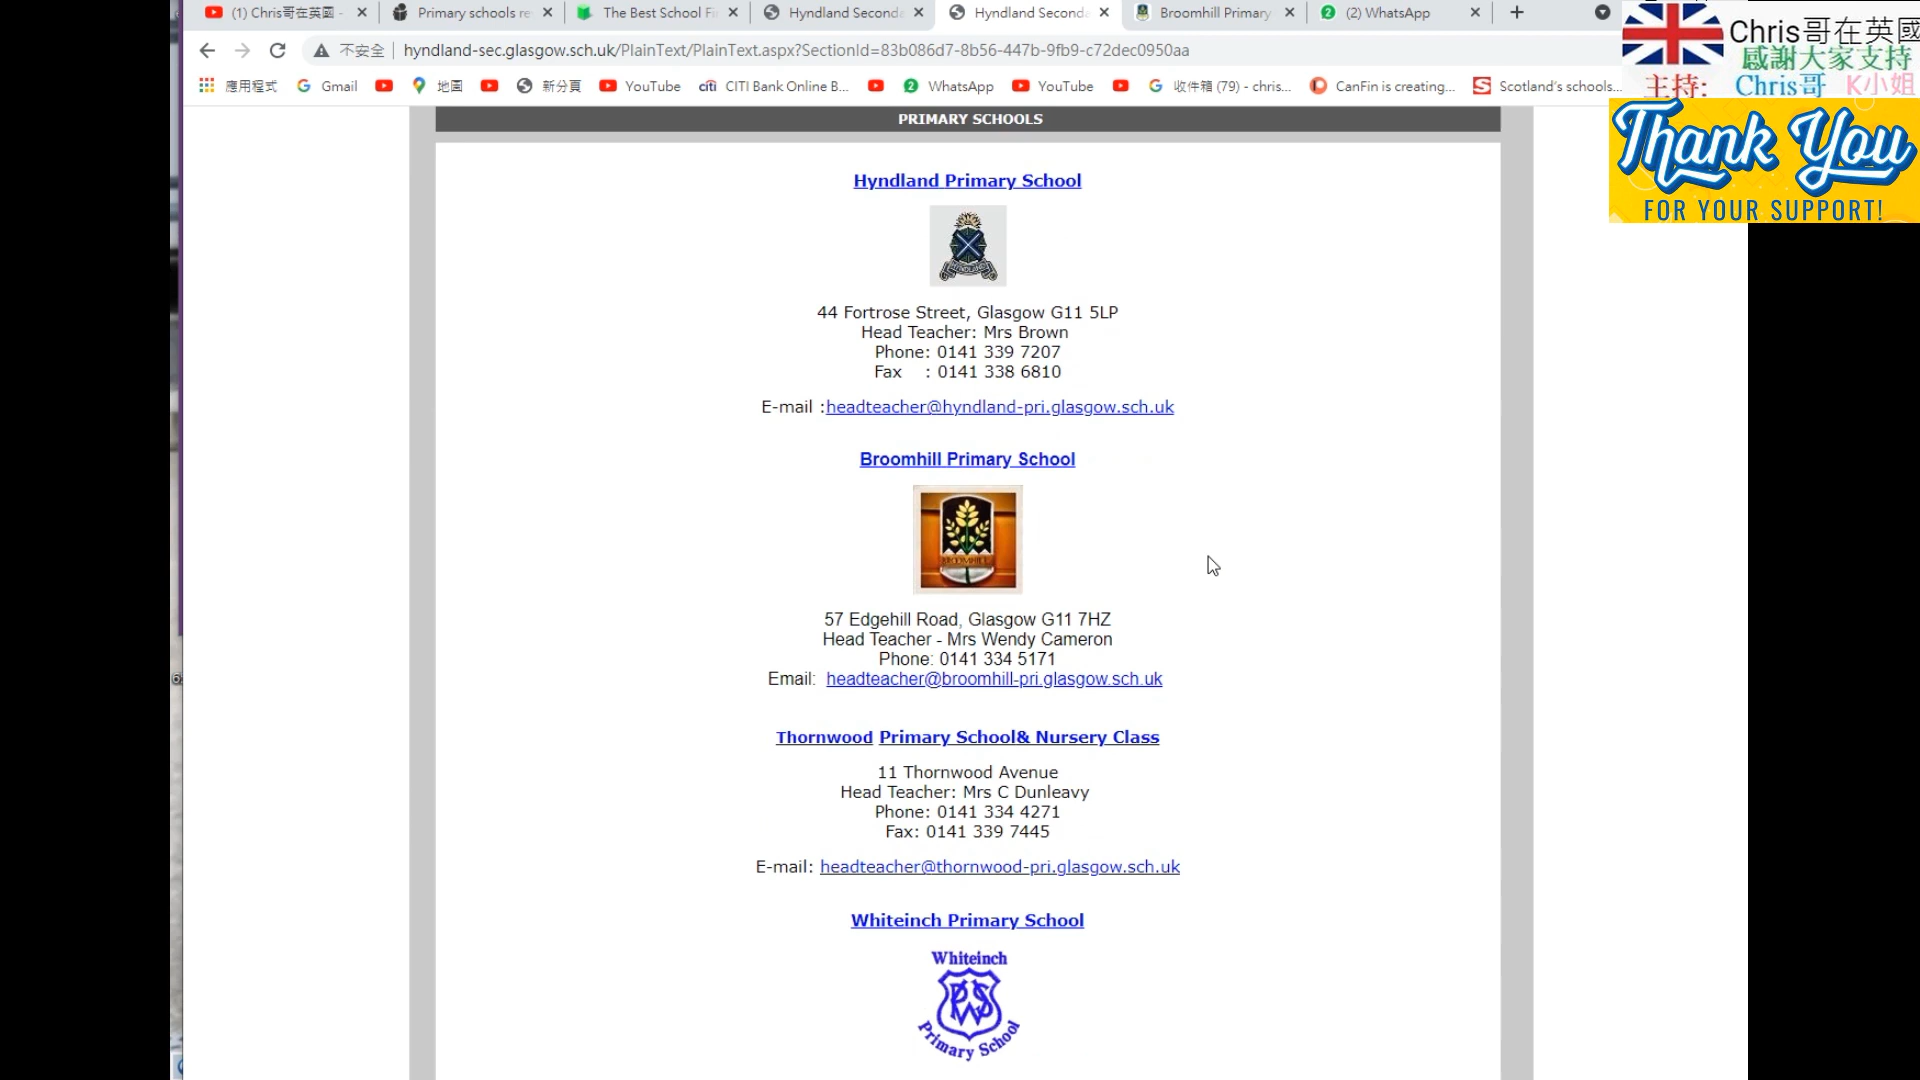 (1) Chris哥在英國 -
Primary schools re
The Best School Fi
Hyndland Seconda
Hyndland Seconda
Broomhill Primary
(2) WhatsApp
不安全 | hyndland-sec.glasgow.sch.uk/PlainText/PlainText.aspx?SectionId=83b086d7-8b56-447b-9fb9-c72dec0950aa
應用程式 Gmail 地圖 新分頁 YouTube citi CITI Bank Online B... WhatsApp YouTube 收件箱 (79) - chris... CanFin is creating... Scotland's schools...
Chris哥在英國
感謝大家支持
主持: Chris哥 K小姐
Thank You
FOR YOUR SUPPORT!
PRIMARY SCHOOLS
Hyndland Primary School
HYNDLAND
44 Fortrose Street, Glasgow G11 5LP
Head Teacher: Mrs Brown
Phone: 0141 339 7207
Fax : 0141 338 6810
E-mail :headteacher@hyndland-pri.glasgow.sch.uk
Broomhill Primary School
BROOMHILL
57 Edgehill Road, Glasgow G11 7HZ
Head Teacher - Mrs Wendy Cameron
Phone: 0141 334 5171
Email: headteacher@broomhill-pri.glasgow.sch.uk
Thornwood Primary School& Nursery Class
11 Thornwood Avenue
Head Teacher: Mrs C Dunleavy
Phone: 0141 334 4271
Fax: 0141 339 7445
E-mail: headteacher@thornwood-pri.glasgow.sch.uk
Whiteinch Primary School
Whiteinch
PWS
Primary School